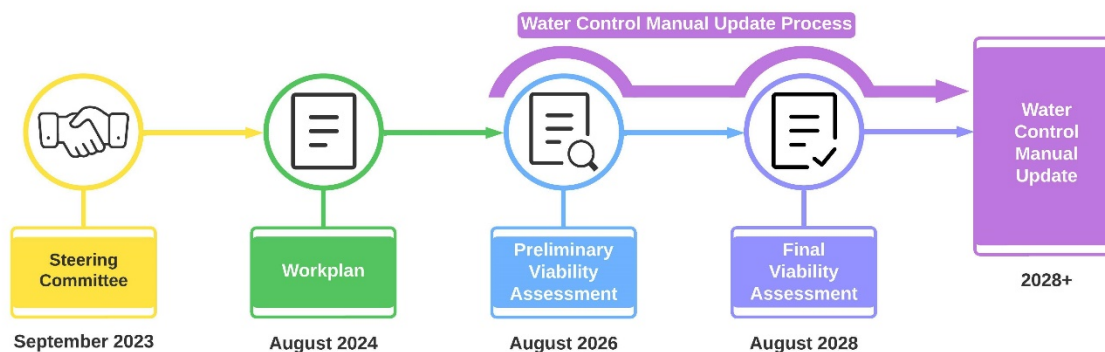 Water Control Manual Update Process
Water
Control
Manual
Update
Steering
Committee
Workplan
Preliminary
Viability
Assessment
Final
Viability
Assessment
2028+
September 2023
August 2024
August 2026
August 2028